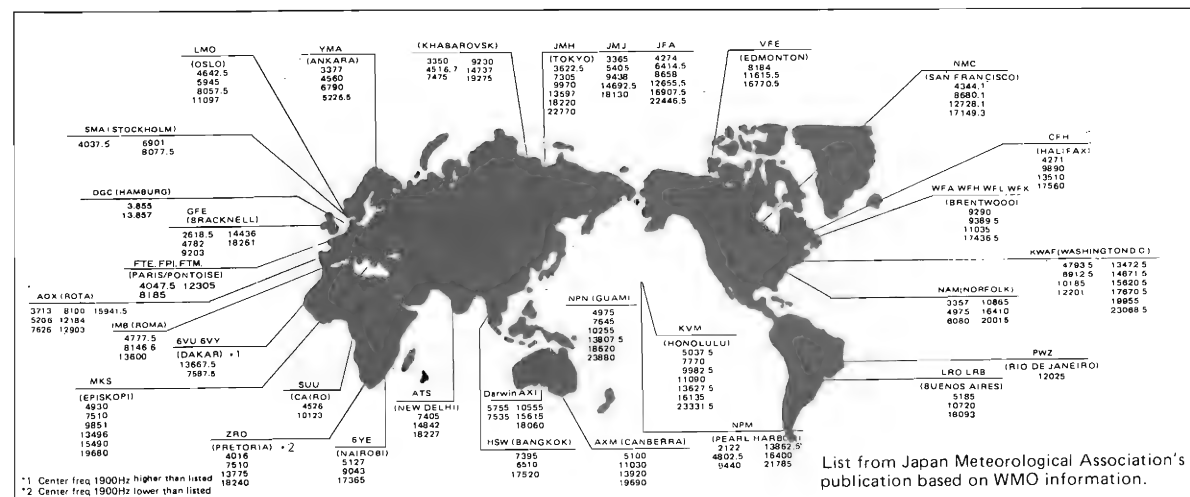 LMO
(OSLO)
4642.5
5945
8057.5
11097
YMA
(ANKARA)
3377
4560
6790
5226.5
(KHABAROVSK)
3350 9230
4516.7 14737
7475 19275
JMH
(TOKYO)
3622.5
7305
9970
13597
18220
22770
JMJ
3365
5405
9438
14692.5
18130
JFA
4274
6414.5
8658
12655.5
16907.5
22446.5
VFE
(EDMONTON)
8184
11615.5
16770.5
NMC
(SAN FRANCISCO)
4344.1
8680.1
12728.1
17149.3
SMA (STOCKHOLM)
4037.5 6901
8077.5
CFH
(HALIFAX)
4271
9890
13510
17560
DGC (HAMBURG)
3.855
13.857
GFE
(BRACKNELL)
2618.5 14436
4782 18261
9203
WFA WFH WFL WFK
(BRENTWOOD)
9290
9389.5
11035
17436.5
FTE, FPI, FTM,
(PARIS/PONTOISE)
4047.5 12305
8185
KWAF(WASHINGTON D C)
4793.5 13472.5
8912.5 14671.5
10185 15620.5
12201 17670.5
19955
23068.5
AOX (ROTA)
3713 8100 15941.5
5206 12184
7626 12903
NAM(NORFOLK)
3357 10865
4975 16410
8080 20015
IMB (ROMA)
4777.5
8146.6
13600
6VU 6VY
(DAKAR) *1
13667.5
7587.5
NPN (GUAM)
4975
7645
10255
13807.5
18620
23880
KVM
(HONOLULU)
5037.5
7770
9982.5
11090
13627.5
16135
23331.5
PWZ
(RIO DE JANEIRO)
12025
LRO LRB
(BUENOS AIRES)
5185
10720
18093
MKS
(EPISKOPI)
4930
7510
9851
13496
15490
19680
SUU
(CAIRO)
4526
10123
ATS
(NEW DELHI)
7405
14842
18227
Darwin AXI
5755 10555
7535 15615
18060
ZRO
(PRETORIA) *2
4016
7510
13775
18240
6YE
(NAIROBI)
5127
9043
17365
HSW (BANGKOK)
7395
6510
17520
AXM (CANBERRA)
5100
11030
13920
19690
NPM
(PEARL HARBOR)
2122 13862.5
4802.5 16400
9440 21785
*1 Center freq 1900Hz higher than listed
*2 Center freq 1900Hz lower than listed
List from Japan Meteorological Association's
publication based on WMO information.